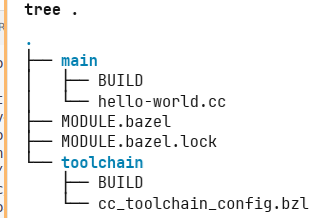 tree .
.
├── main
│   ├── BUILD
│   └── hello-world.cc
├── MODULE.bazel
├── MODULE.bazel.lock
└── toolchain
    ├── BUILD
    └── cc_toolchain_config.bzl